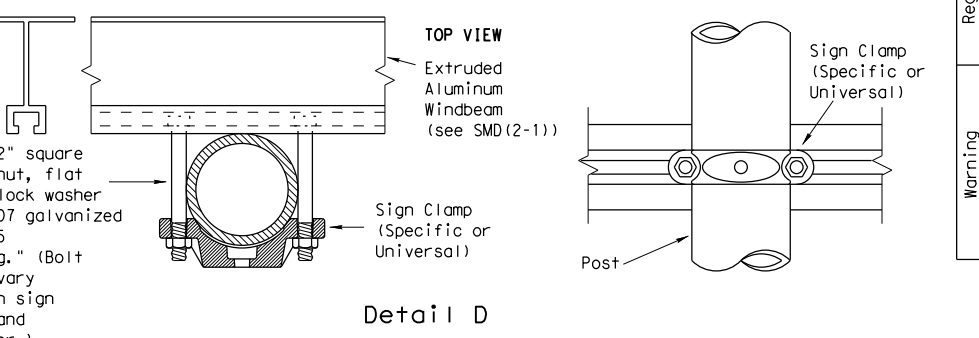 TOP VIEW
Extruded
Aluminum
Windbeam
(see SMD(2-1))
2" square
nut, flat
lock washer
07 galvanized
g." (Bolt
vary
sign
and
Sign Clamp
(Specific or
Universal)
Detail D
Sign Clamp
(Specific or
Universal)
Post
Reg
Warning